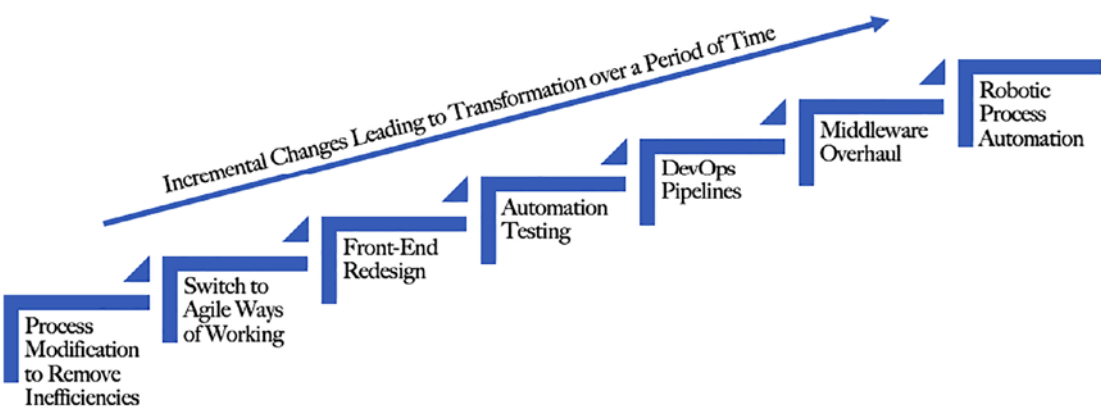 Incremental Changes Leading to Transformation over a Period of Time
Process
Modification
to Remove
Inefficiencies
Switch to
Agile Ways
of Working
Front-End
Redesign
Automation
Testing
DevOps
Pipelines
Middleware
Overhaul
Robotic
Process
Automation